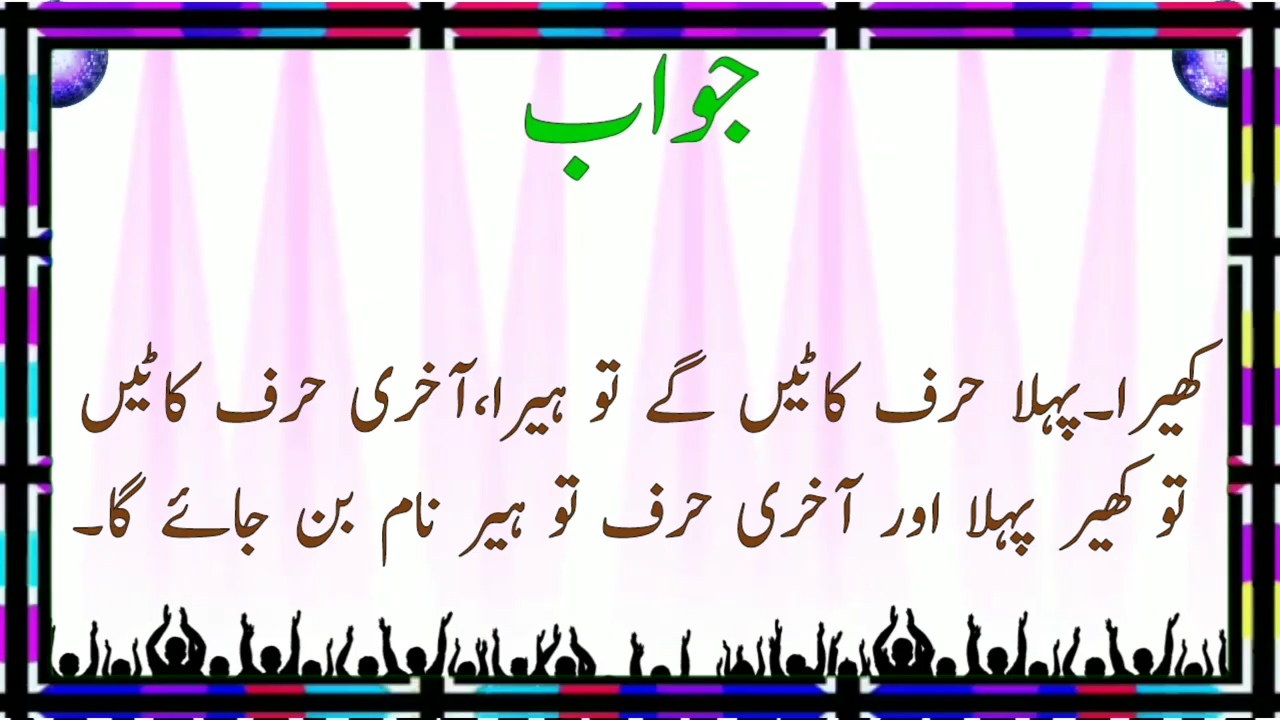 جواب
کھیرا۔پہلا حرف کاٹیں گے تو ہیرا،آخری حرف کاٹیں
تو کھیر پہلا اور آخری حرف تو ہیر نام بن جائے گا۔